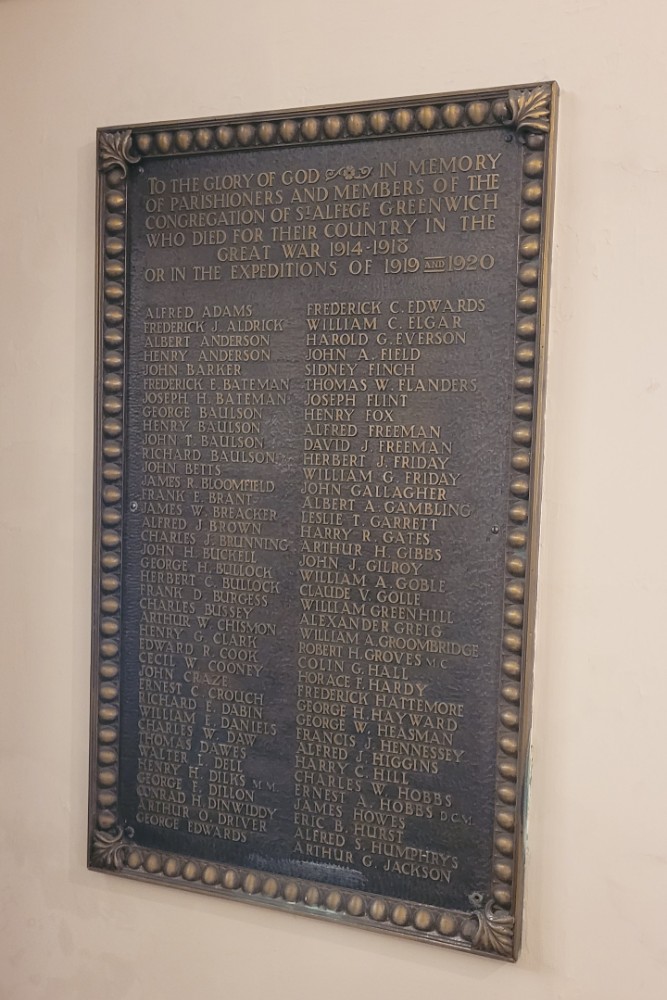 TO THE GLORY OF GOD IN MEMORY
OF PARISHIONERS AND MEMBERS OF THE
CONGREGATION OF ST ALFEGE GREENWICH
WHO DIED FOR THEIR COUNTRY IN THE
GREAT WAR 1914-1918
OR IN THE EXPEDITIONS OF 1919 AND 1920
ALFRED ADAMS
FREDERICK J. ALDRICK
ALBERT ANDERSON
HENRY ANDERSON
JOHN BARKER
FREDERICK E. BATEMAN
JOSEPH H. BATEMAN
GEORGE BAULSON
HENRY BAULSON
JOHN T. BAULSON
RICHARD BAULSON
JOHN BETTS
JAMES R. BLOOMFIELD
FRANK E. BRANT
JAMES W. BREACKER
ALFRED J. BROWN
CHARLES J. BRUNNING
JOHN H. BUCKELL
GEORGE H. BULLOCK
HERBERT C. BULLOCK
FRANK D. BURGESS
CHARLES BUSSEY
ARTHUR W. CHISMON
HENRY G. CLARK
EDWARD R. COOK
CECIL W. COONEY
JOHN CRAZE
ERNEST C. CROUCH
RICHARD E. DABIN
WILLIAM E. DANIELS
CHARLES W. DAW
THOMAS DAWES
WALTER L. DELL
HENRY H. DILKS M.M.
GEORGE F. DILLON
CONRAD H. DINWIDDY
ARTHUR O. DRIVER
GEORGE EDWARDS
FREDERICK C. EDWARDS
WILLIAM C. ELGAR
HAROLD G. EVERSON
JOHN A. FIELD
SIDNEY FINCH
THOMAS W. FLANDERS
JOSEPH FLINT
HENRY FOX
ALFRED FREEMAN
DAVID J. FREEMAN
HERBERT J. FRIDAY
WILLIAM G. FRIDAY
JOHN GALLAGHER
ALBERT A. GAMBLING
LESLIE T. GARRETT
HARRY R. GATES
ARTHUR H. GIBBS
JOHN J. GILROY
WILLIAM A. GOBLE
CLAUDE V. GOLLE
WILLIAM GREENHILL
ALEXANDER GREIG
WILLIAM A. GROOMBRIDGE
ROBERT H. GROVES M.C.
COLIN G. HALL
HORACE F. HARDY
FREDERICK HATTEMORE
GEORGE H. HAYWARD
GEORGE W. HEASMAN
FRANCIS J. HENNESSEY
ALFRED J. HIGGINS
HARRY C. HILL
CHARLES W. HOBBS
ERNEST A. HOBBS D.C.M.
JAMES HOWES
ERIC B. HURST
ALFRED S. HUMPHRYS
ARTHUR G. JACKSON